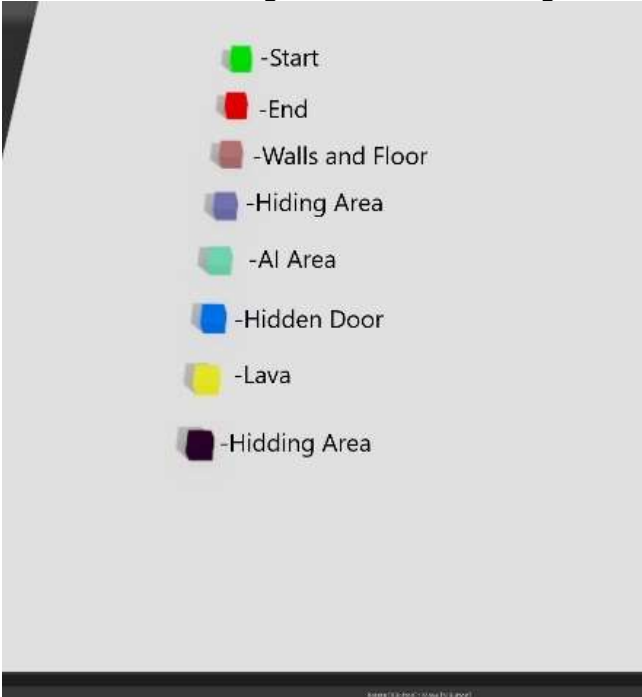 -Start
-End
-Walls and Floor
-Hiding Area
-AI Area
-Hidden Door
-Lava
-Hidding Area